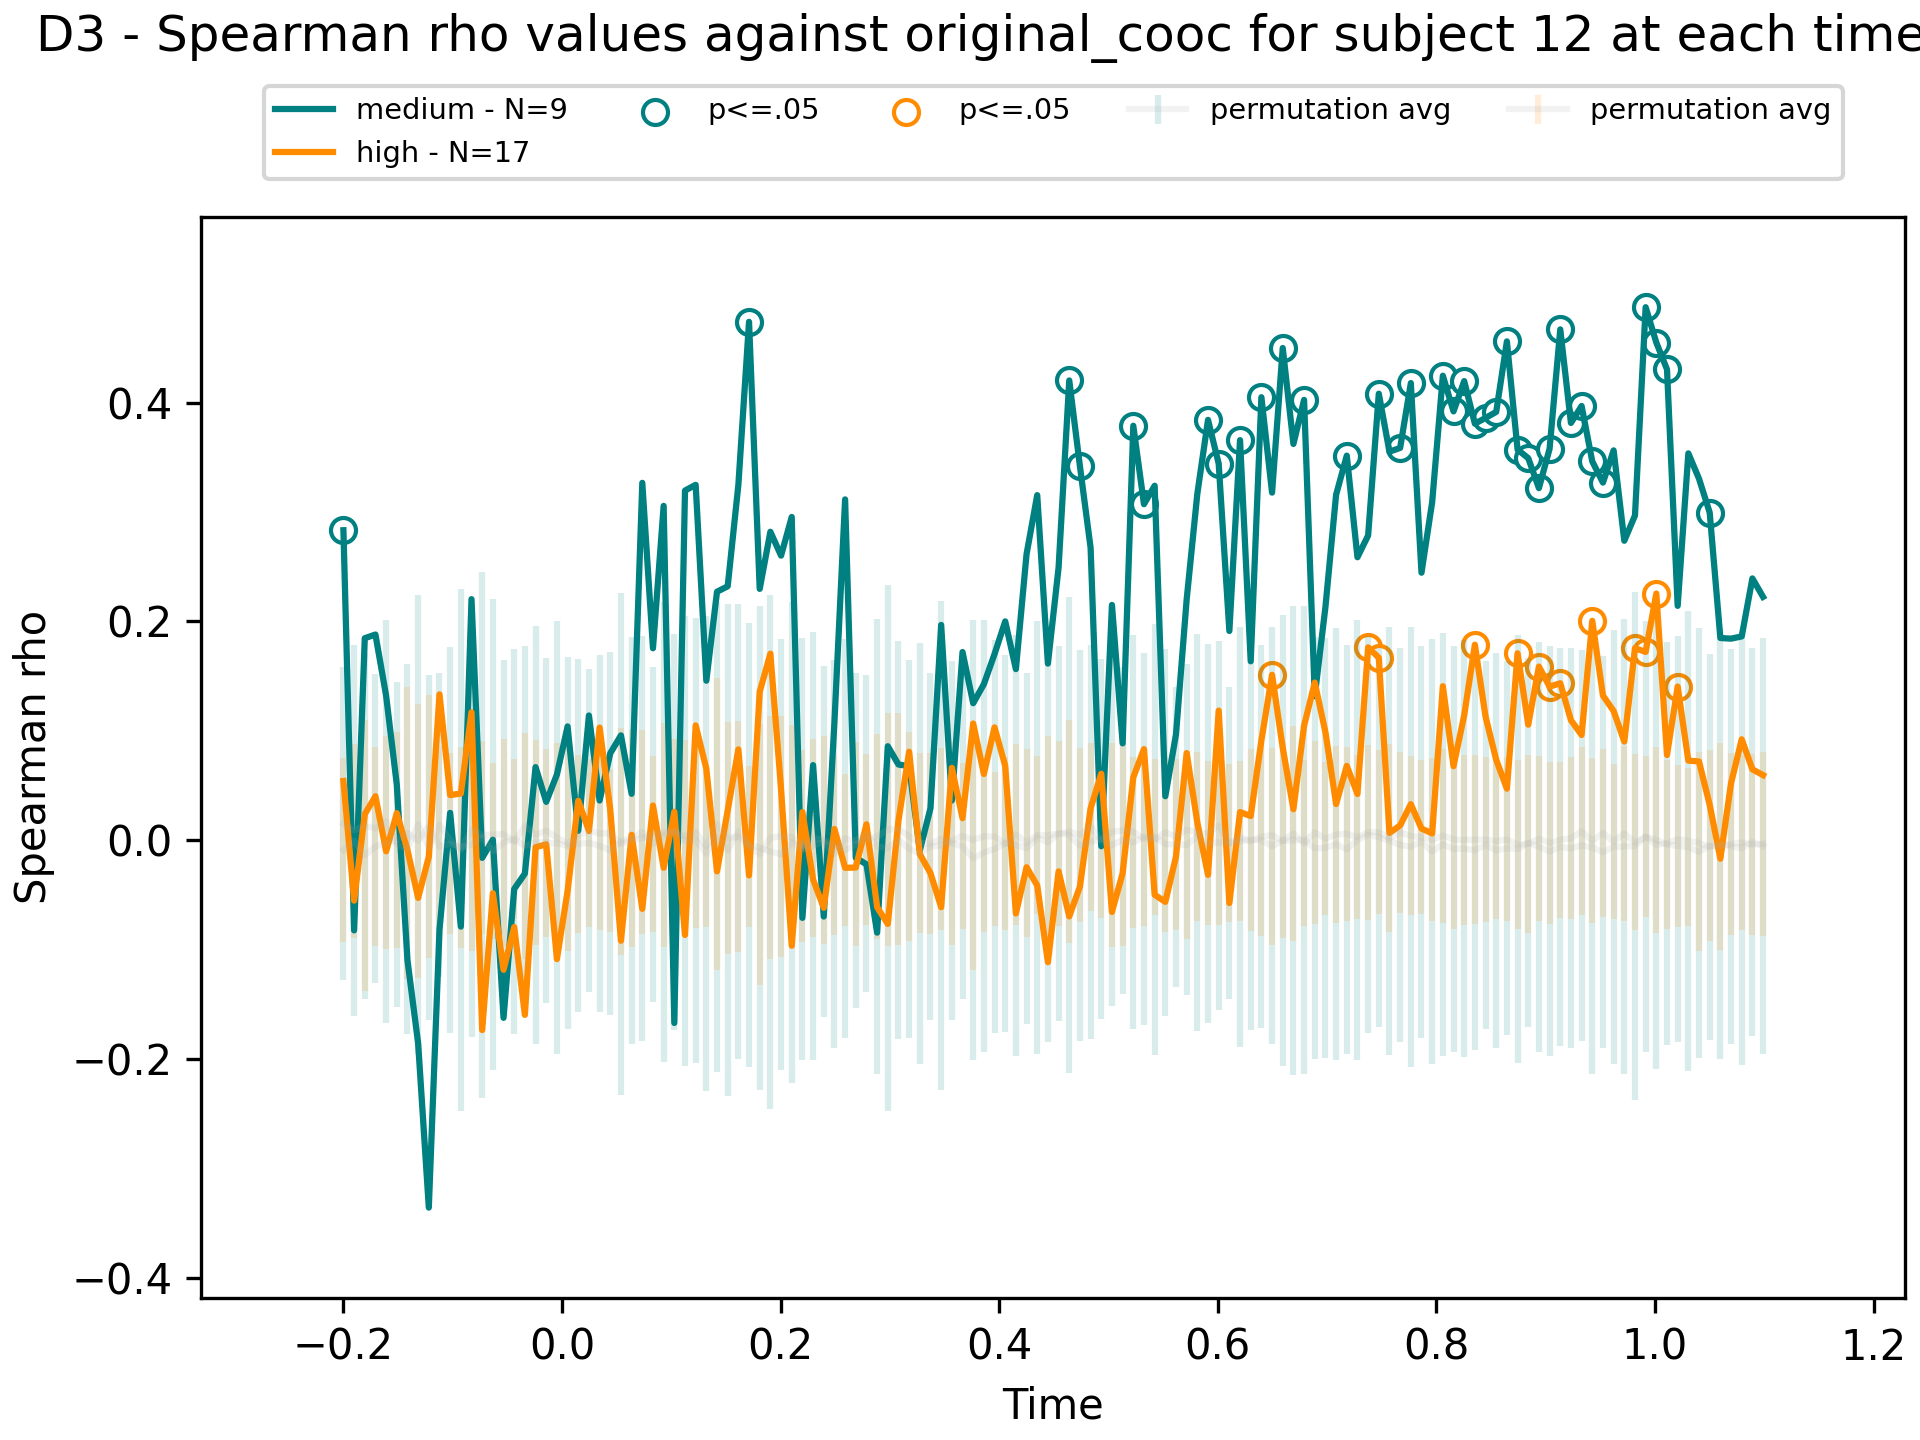 D3 - Spearman rho values against original_cooc for subject 12 at each time
medium - N=9
high - N=17
p<=.05
p<=.05
permutation avg
permutation avg
Spearman rho
0.4
0.2
0.0
−0.2
−0.4
−0.2 0.0 0.2 0.4 0.6 0.8 1.0 1.2
Time